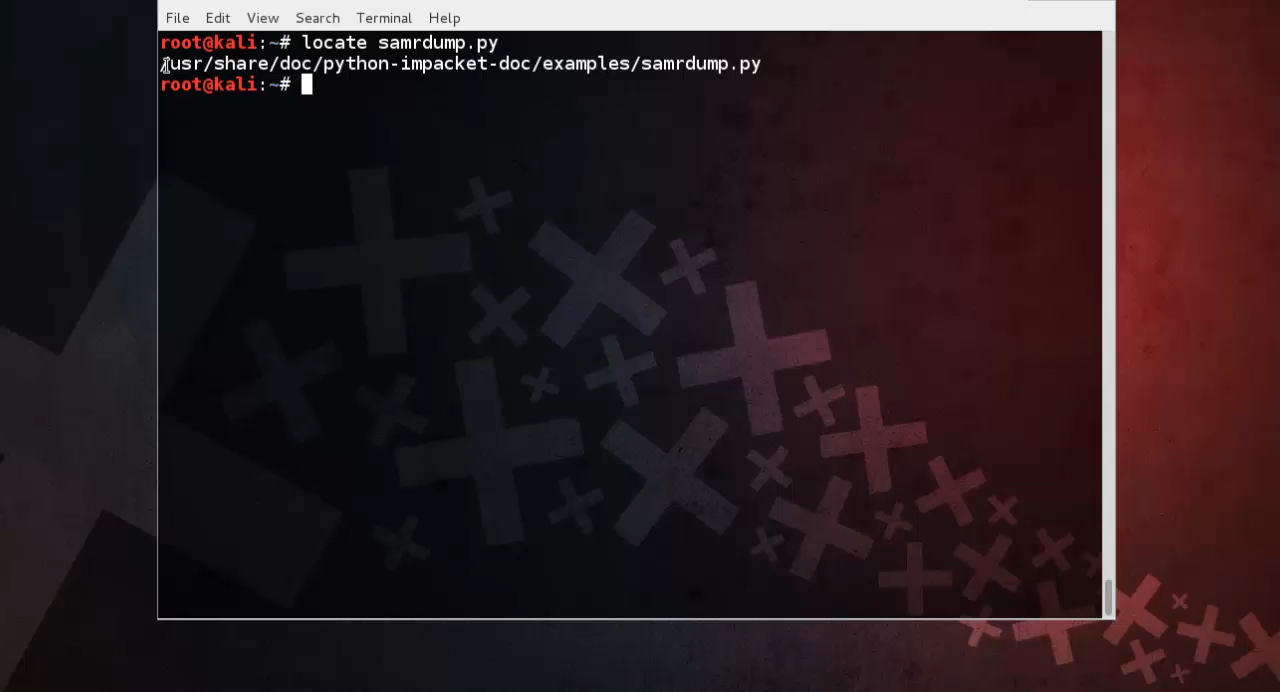 File Edit View Search Terminal Help
root@kali:~# locate samrdump.py
/usr/share/doc/python-impacket-doc/examples/samrdump.py
root@kali:~#